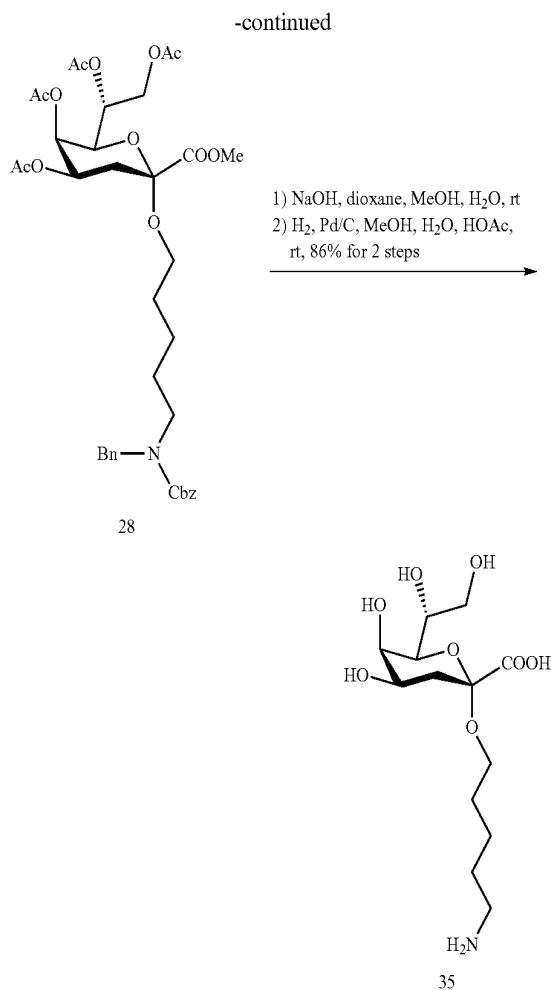 -continued
AcO
OAc
AcO
O
COOMe
AcO
O
1) NaOH, dioxane, MeOH, H₂O, rt
2) H₂, Pd/C, MeOH, H₂O, HOAc,
rt, 86% for 2 steps
Bn
N
Cbz
28
OH
HO
HO
O
COOH
HO
O
H₂N
35